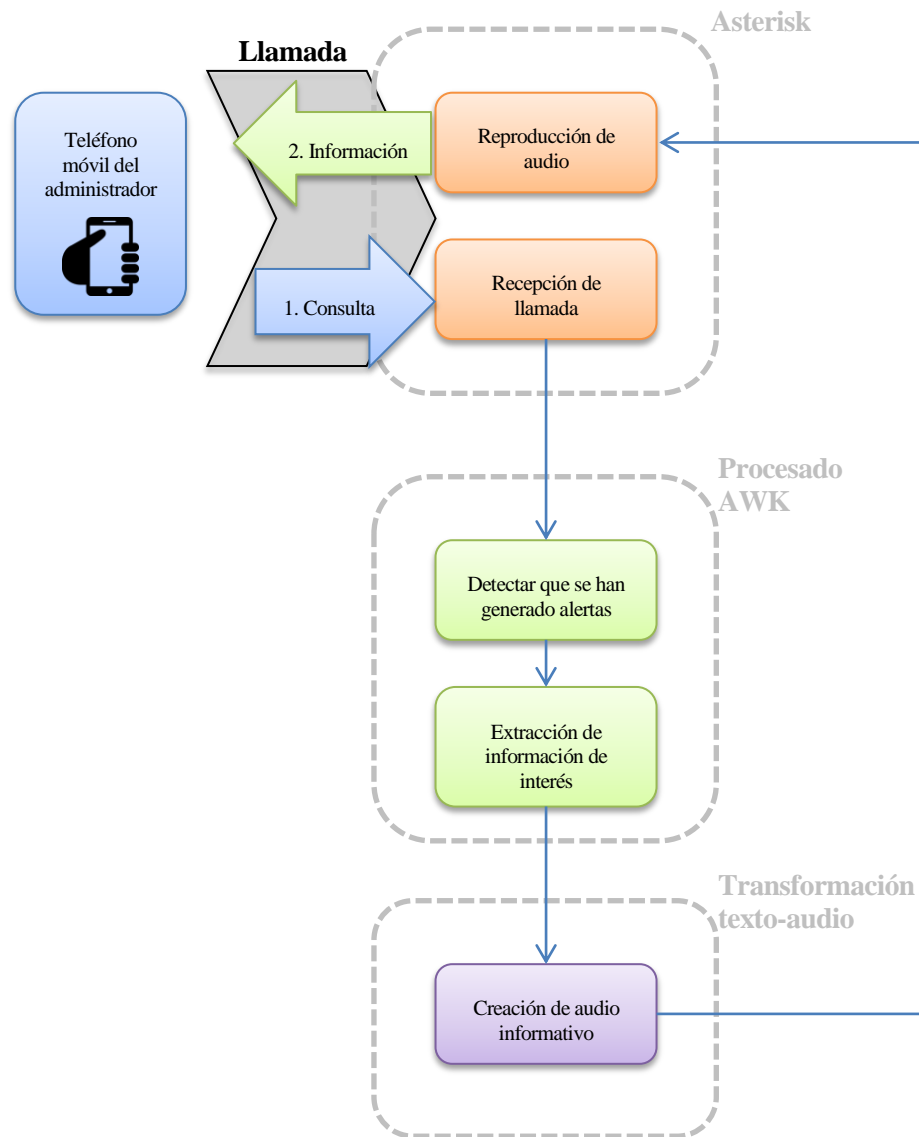 Asterisk
Llamada
Teléfono
móvil del
administrador
2. Información
Reproducción de
audio
1. Consulta
Recepción de
llamada
Procesado
AWK
Detectar que se han
generado alertas
Extracción de
información de
interés
Transformación
texto-audio
Creación de audio
informativo